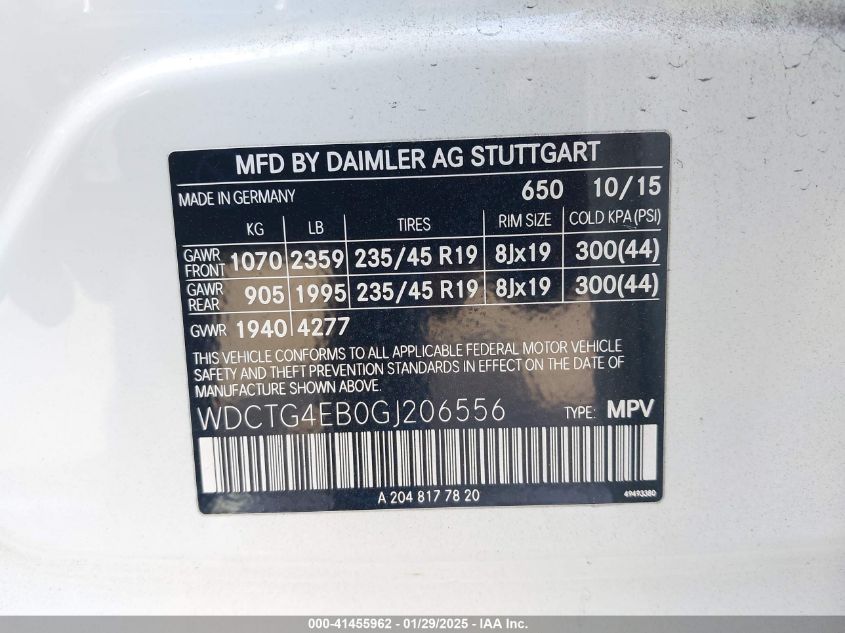 MFD BY DAIMLER AG STUTTGART
MADE IN GERMANY 650 10/15
KG LB TIRES RIM SIZE COLD KPA (PSI)
GAWR FRONT 1070 2359 235/45 R19 8Jx19 300(44)
GAWR REAR 905 1995 235/45 R19 8Jx19 300(44)
GVWR 1940 4277
THIS VEHICLE CONFORMS TO ALL APPLICABLE FEDERAL MOTOR VEHICLE
SAFETY AND THEFT PREVENTION STANDARDS IN EFFECT ON THE DATE OF
MANUFACTURE SHOWN ABOVE.
WDCTG4EB0GJ206556 TYPE: MPV
A 204 817 78 20 49493380
000-41455962 - 01/29/2025 - IAA Inc.